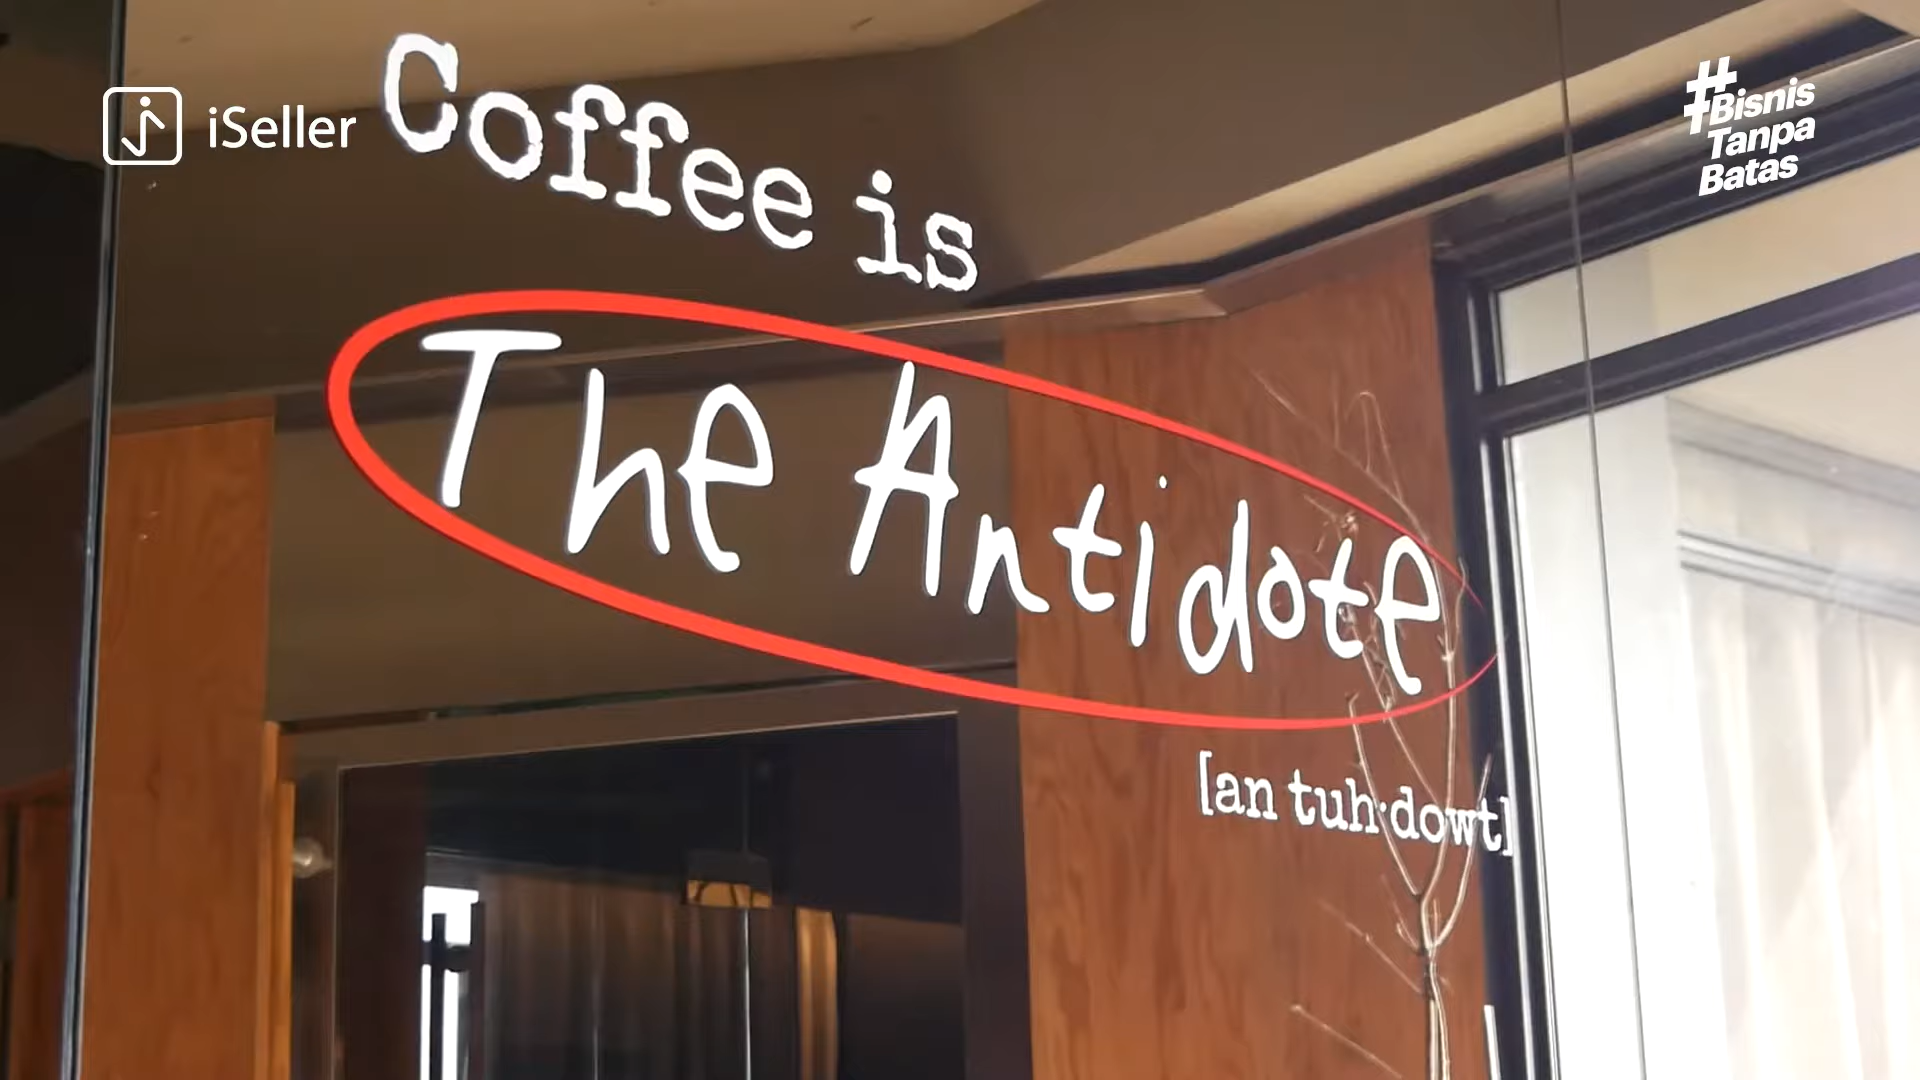 iSeller
#Bisnis
Tanpa
Batas
Coffee is
The Antidote
[an tuh·dowt]